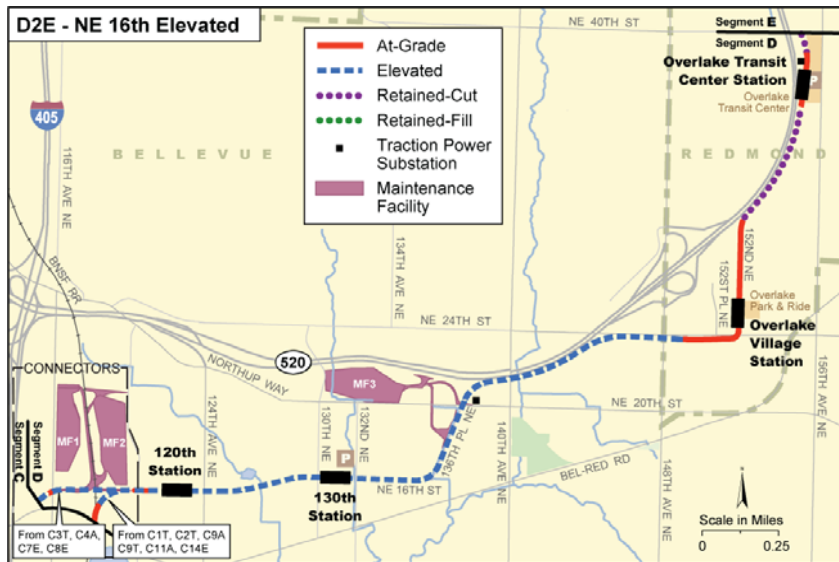 D2E - NE 16th Elevated
At-Grade
Elevated
Retained-Cut
Retained-Fill
Traction Power
Substation
Maintenance
Facility
NE 40TH ST
Segment E
Segment D
Overlake Transit
Center Station
P
Overlake
Transit Center
405
116TH AVE NE
BELLEVUE
REDMOND
BNSF RR
134TH AVE NE
152ND NE
152ST PL NE
Overlake
Park & Ride
NE 24TH ST
Overlake
Village
Station
156TH AVE NE
520
NORTHUP WAY
CONNECTORS
MF1
MF2
MF3
Segment C
Segment D
124TH AVE NE
130TH NE
132ND NE
136TH PL NE
140TH AVE NE
NE 20TH ST
148TH AVE NE
BEL-RED RD
120th
Station
P
130th
Station
NE 16TH ST
From C3T, C4A,
C7E, C8E
From C1T, C2T, C9A
C9T, C11A, C14E
Scale in Miles
0 0.25